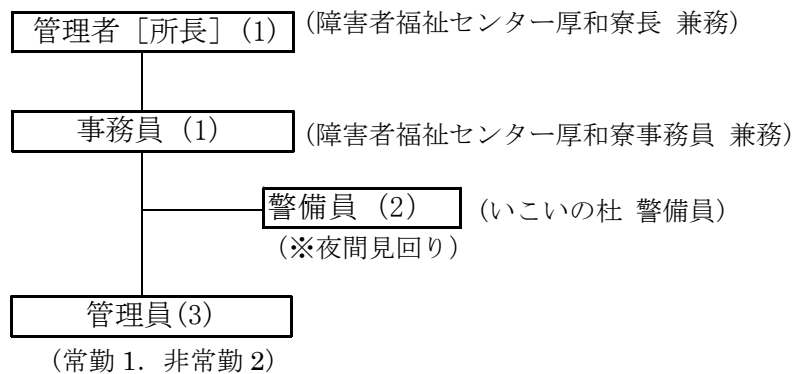 管理者［所長］(1) (障害者福祉センター厚和寮長 兼務)
事務員 (1) (障害者福祉センター厚和寮事務員 兼務)
警備員 (2) (いこいの杜 警備員)
(※夜間見回り)
管理員(3)
(常勤 1. 非常勤 2)